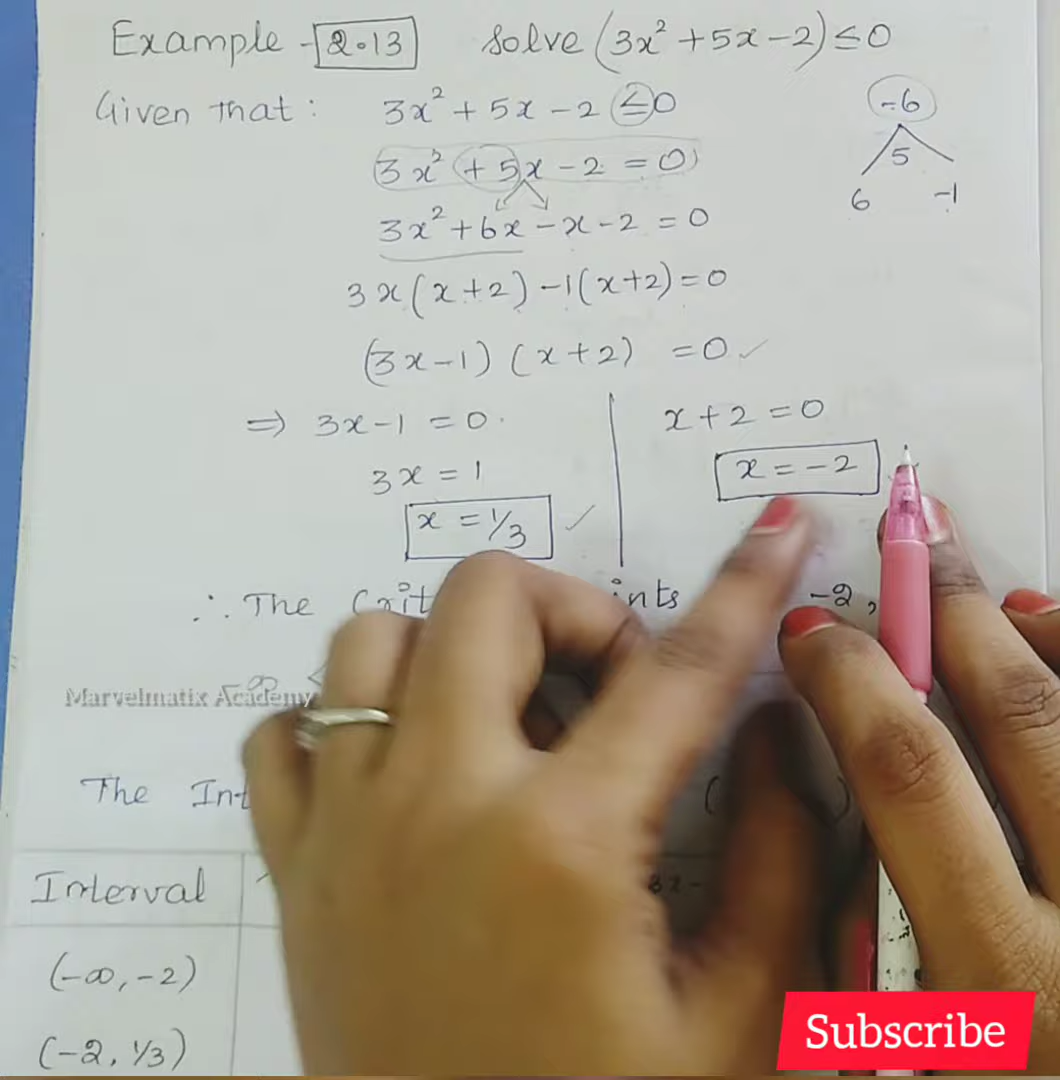 Example - 2.13 Solve (3x² + 5x - 2) ≤ 0
Given that : 3x² + 5x - 2 ≤ 0
-6
3x² + 5x - 2 = 0
5
6 -1
3x² + 6x - x - 2 = 0
3x(x+2) -1(x+2) = 0
(3x-1) (x+2) = 0 ✓
⇒ 3x-1 = 0. x+2 = 0
3x = 1 x = -2
x = 1/3 ✓
∴ The -2,
-∞
Marvelmatix Academy
The
Interval
(-∞, -2)
(-2, 1/3)
Subscribe